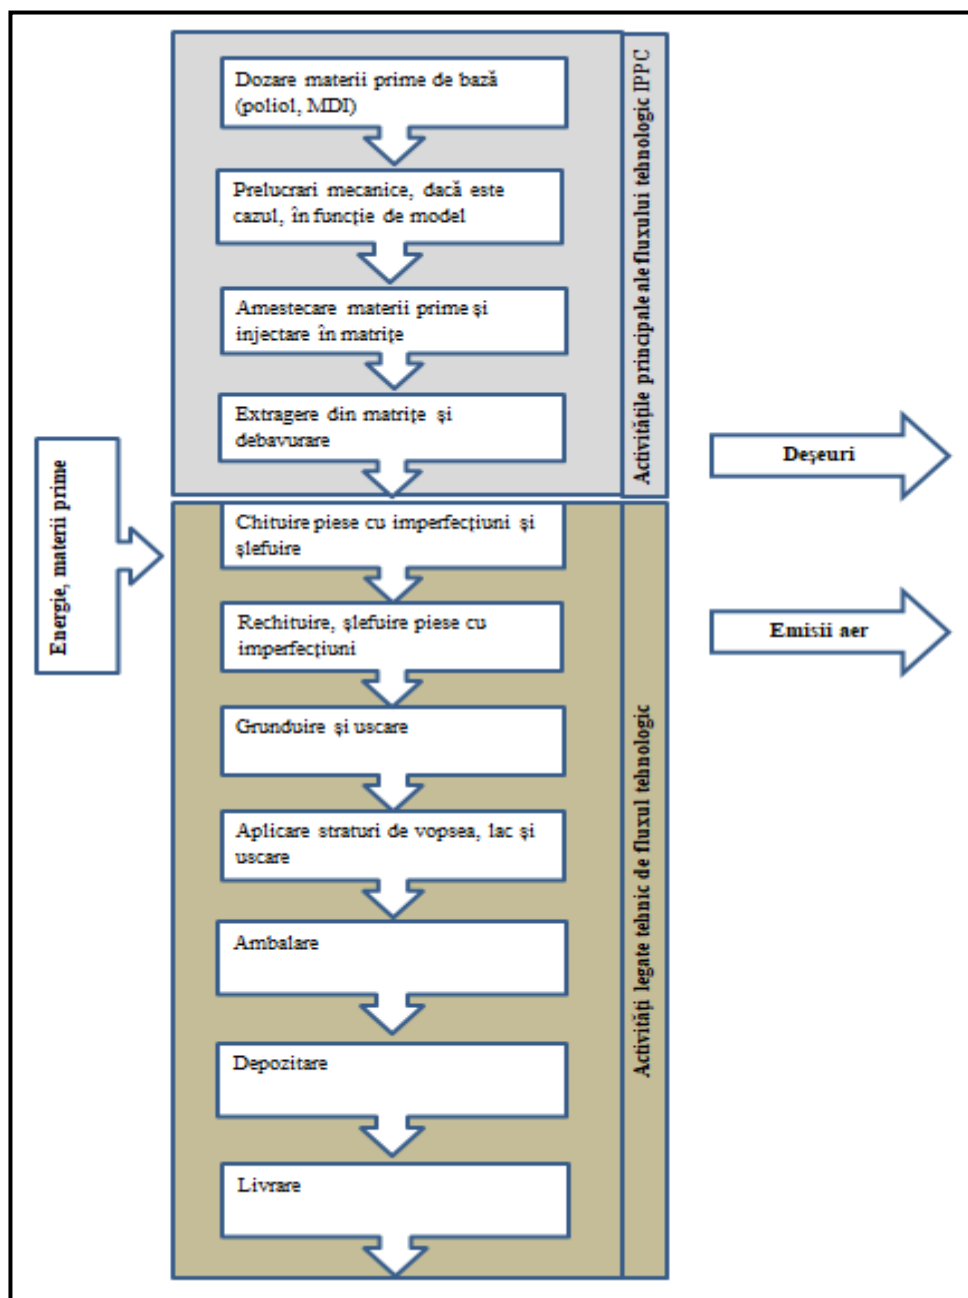 Dozare materii prime de bază
(poliol, MDI)
Prelucrari mecanice, dacă este
cazul, în funcție de model
Amestecare materii prime și
injectare în matrițe
Extragere din matrițe și
debavurare
Activitățile principale ale fluxului tehnologic IPPC
Energie, materii prime
Deșeuri
Chituire piese cu imperfecțiuni și
șlefuire
Rechituire, șlefuire piese cu
imperfecțiuni
Emisii aer
Grunduire și uscare
Aplicare straturi de vopsea, lac și
uscare
Ambalare
Depozitare
Livrare
Activități legate tehnic de fluxul tehnologic